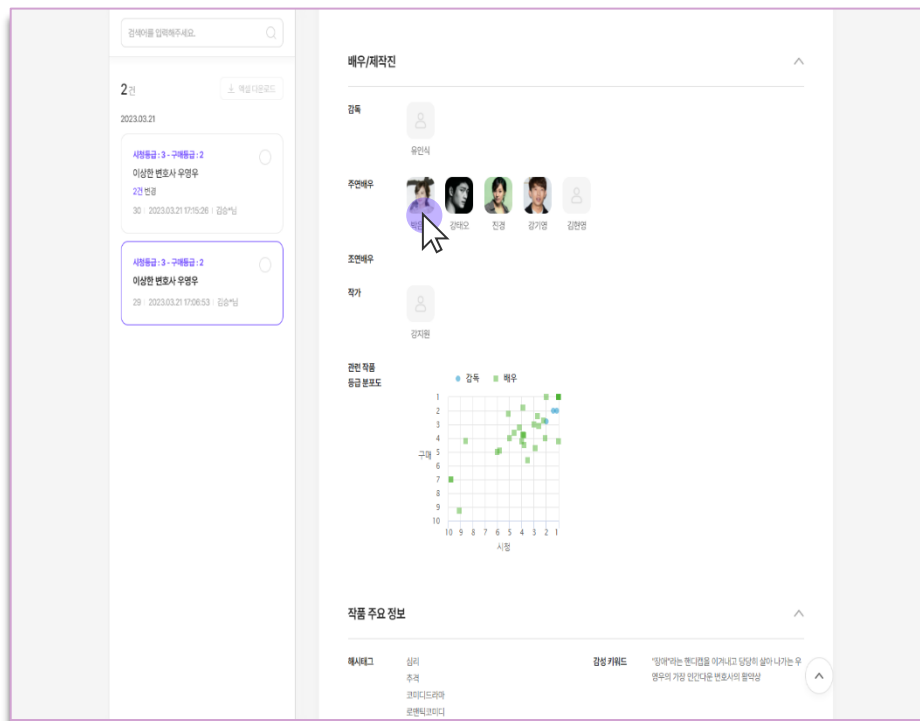 검색어를 입력해주세요.
2건
엑셀 다운로드
2023.03.21
시청등급 : 3 - 구매등급 : 2
이상한 변호사 우영우
2건 변경
30 | 2023.03.21 17:15:26 | 김승*님
시청등급 : 3 - 구매등급 : 2
이상한 변호사 우영우
29 | 2023.03.21 17:06:53 | 김승*님
배우/제작진
감독
유인식
주연배우
강태오 진경 강기영 김현영
조연배우
작가
강지원
관련 작품
등급 분포도
감독 배우
1
2
3
4
구매
5
6
7
8
9
10
10 9 8 7 6 5 4 3 2 1
시청
작품 주요 정보
해시태그
심리
추격
코미디드라마
로맨틱코미디
감성 키워드
"장애"라는 핸디캡을 이겨내고 당당히 살아 나가는 우
영우의 가장 인간다운 변호사의 활약상